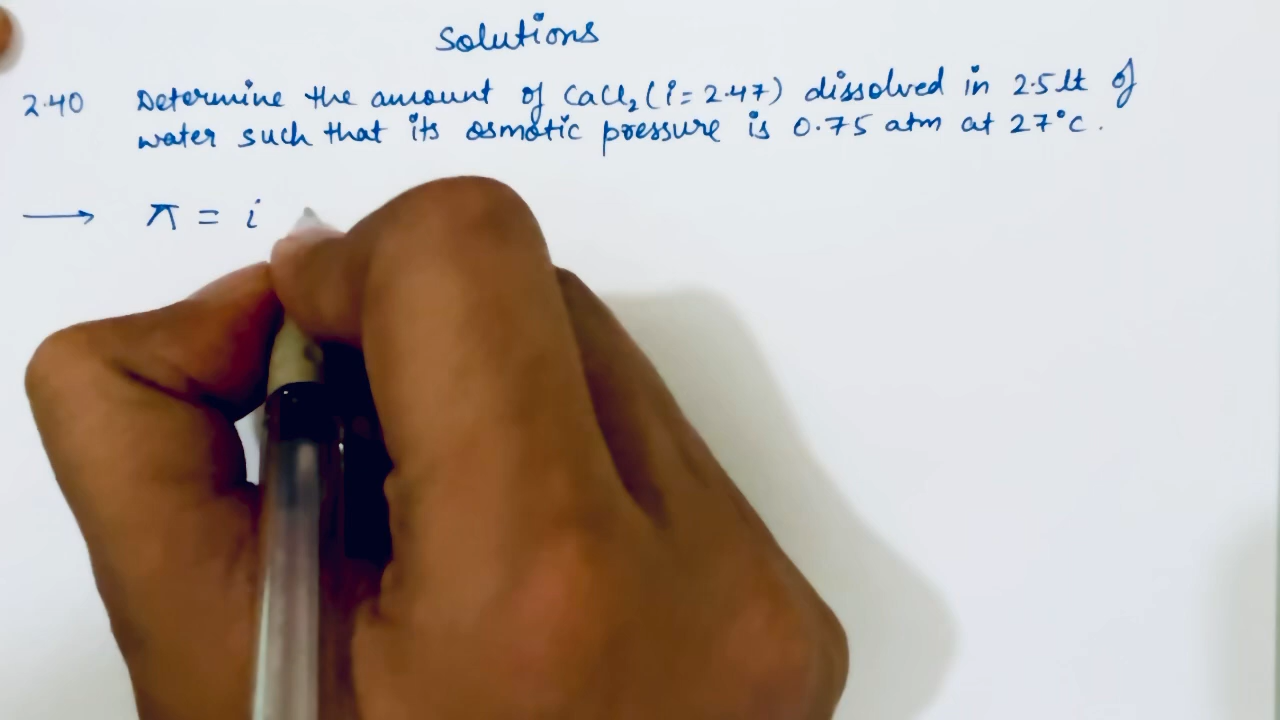 Solutions
2.40 Determine the amount of CaCl₂ (i = 2.47) dissolved in 2.5 lt of
water such that its osmotic pressure is 0.75 atm at 27°C.
→ π = i